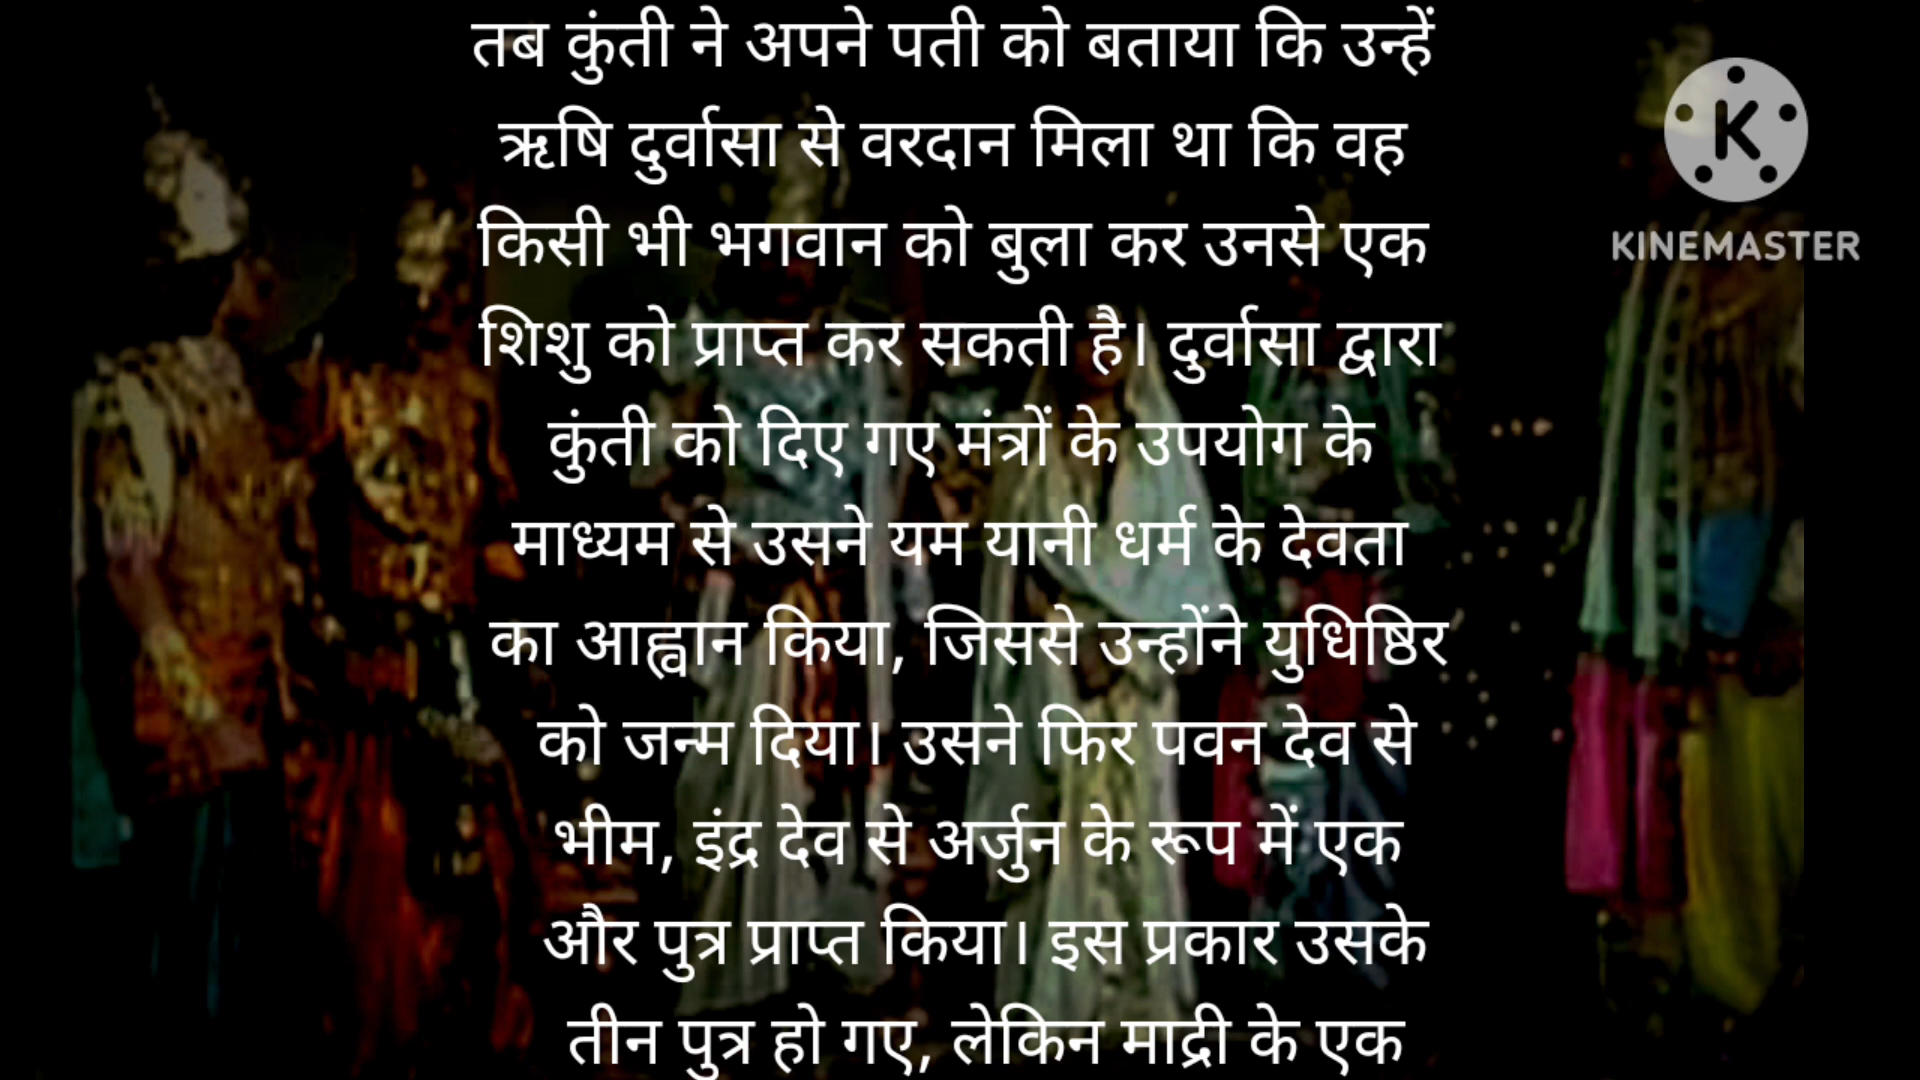 तब कुंती ने अपने पती को बताया कि उन्हें
ऋषि दुर्वासा से वरदान मिला था कि वह
किसी भी भगवान को बुला कर उनसे एक
शिशु को प्राप्त कर सकती है। दुर्वासा द्वारा
कुंती को दिए गए मंत्रों के उपयोग के
माध्यम से उसने यम यानी धर्म के देवता
का आह्वान किया, जिससे उन्होंने युधिष्ठिर
को जन्म दिया। उसने फिर पवन देव से
भीम, इंद्र देव से अर्जुन के रूप में एक
और पुत्र प्राप्त किया। इस प्रकार उसके
तीन पुत्र हो गए, लेकिन माद्री के एक
K
KINEMASTER